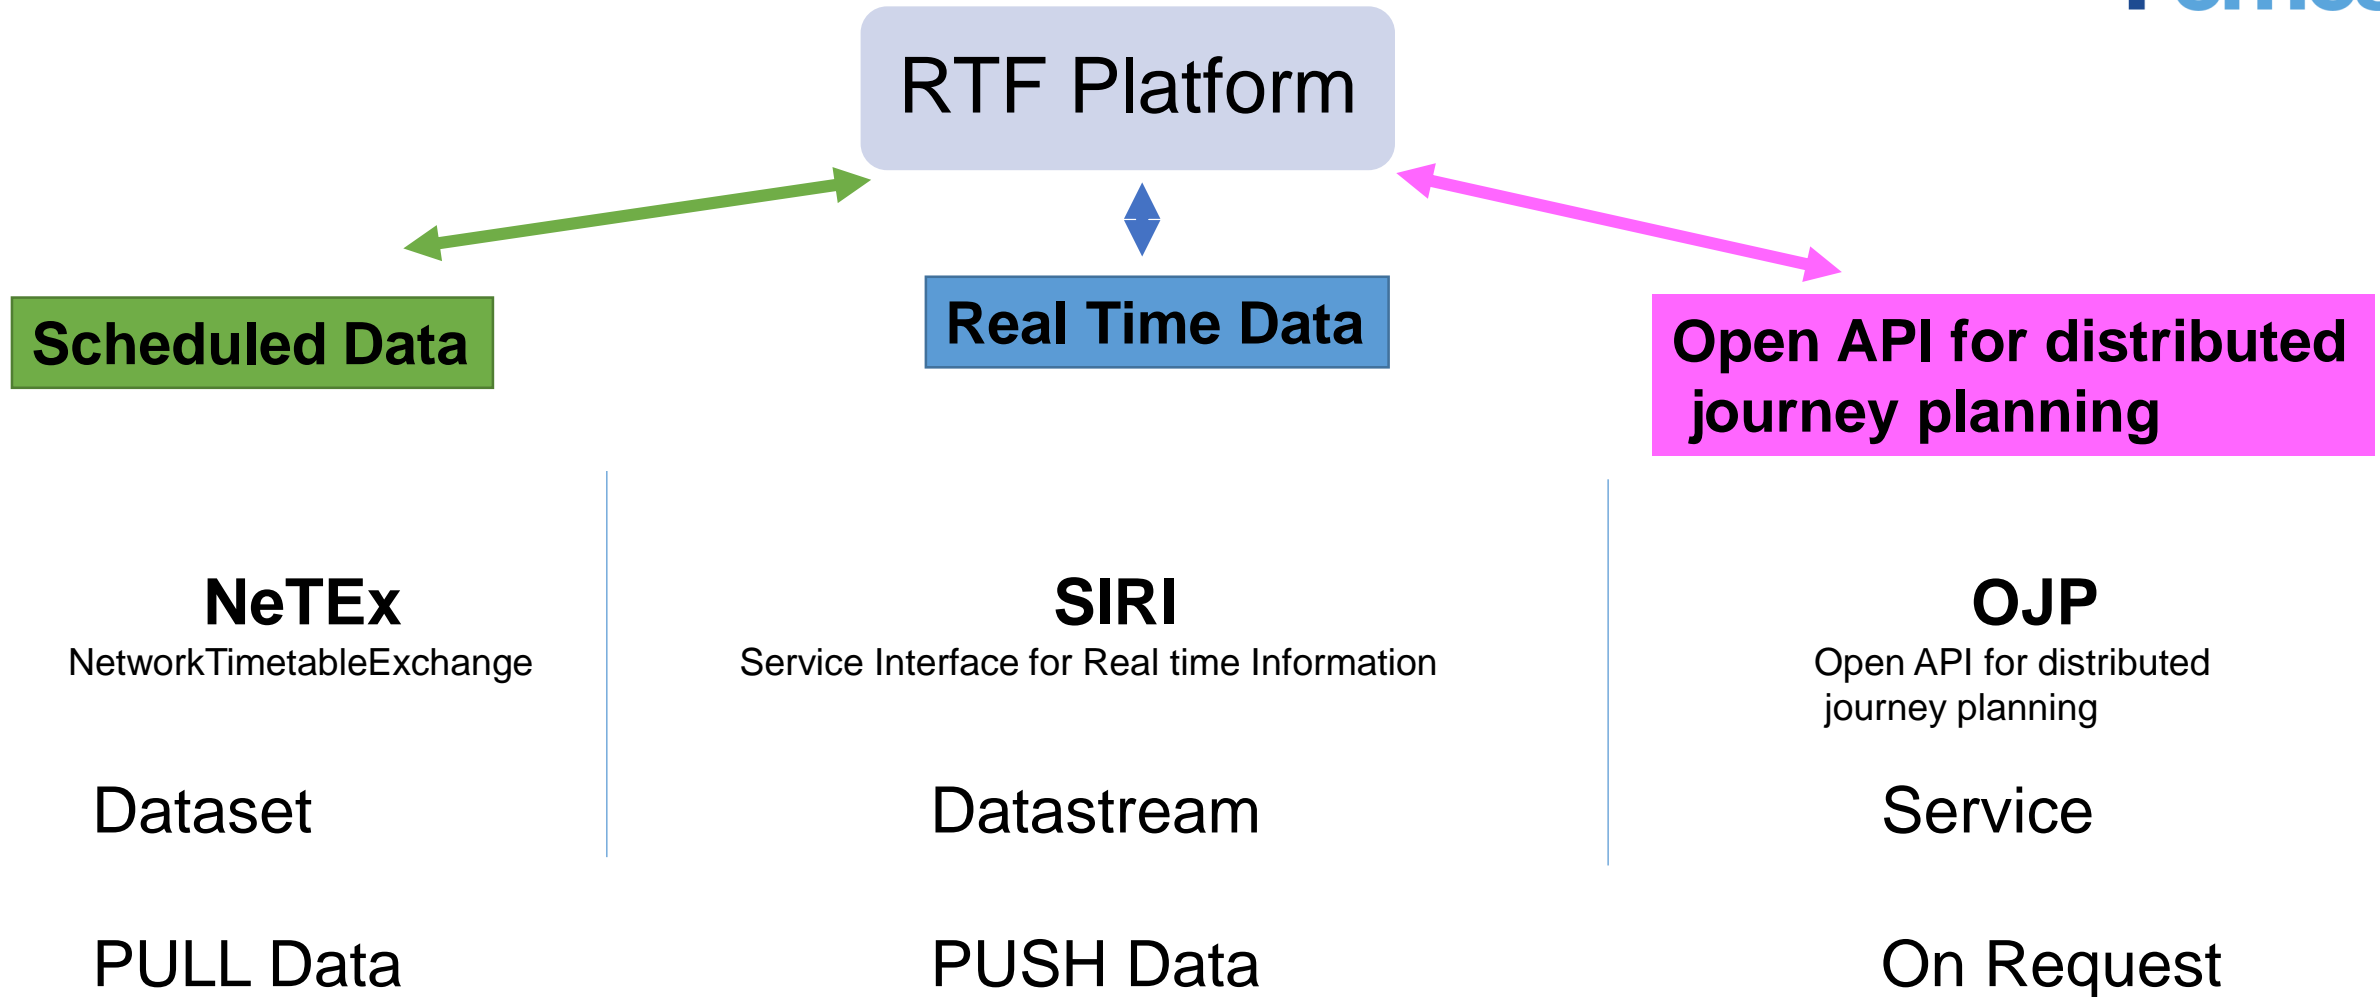 RTF Platform
Scheduled Data
Real Time Data
Open API for distributed
journey planning
NeTEx
NetworkTimetableExchange
SIRI
Service Interface for Real time Information
OJP
Open API for distributed
journey planning
Dataset
Datastream
Service
PULL Data
PUSH Data
On Request